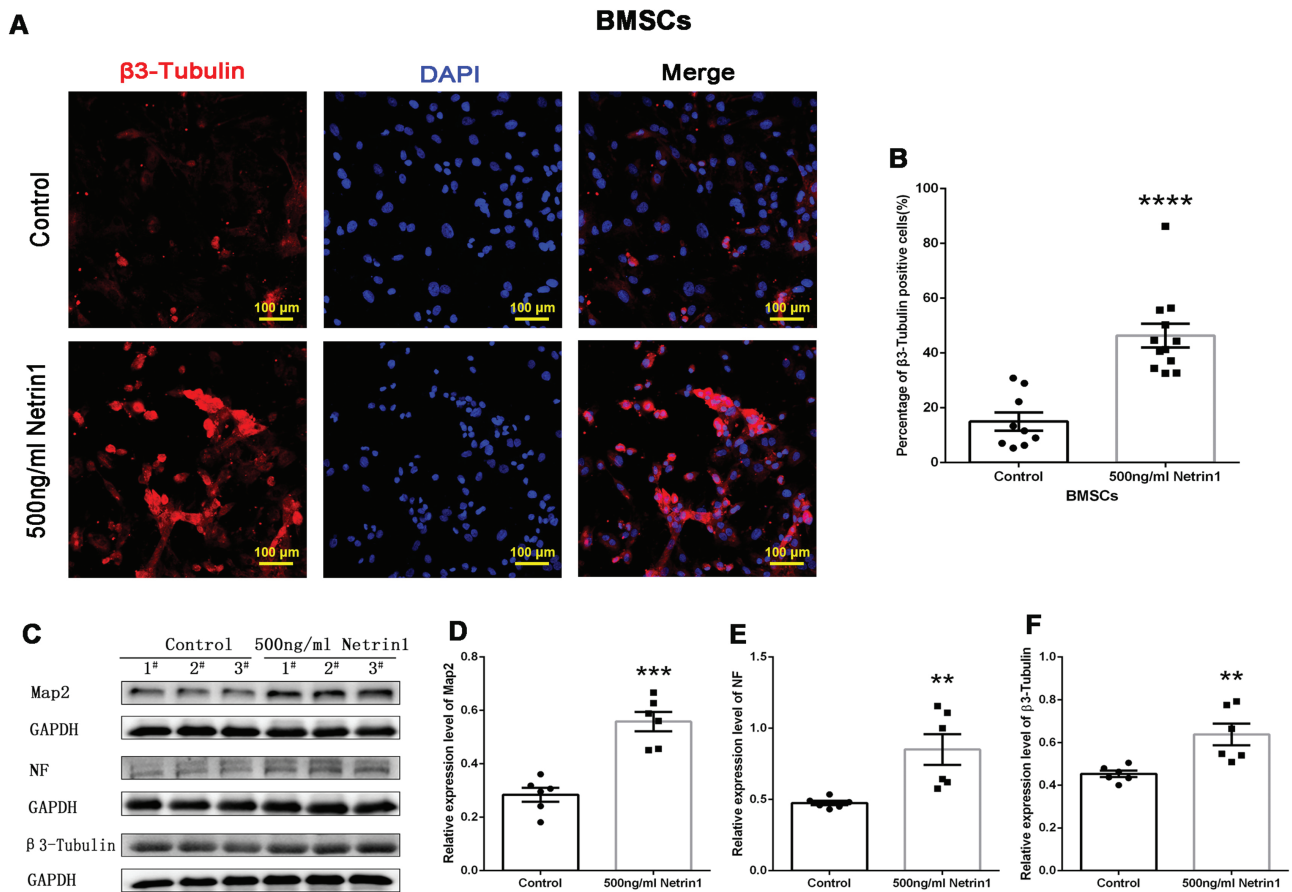 BMSCs
A
β3-Tubulin
DAPI
Merge
Control
100 μm
100 μm
100 μm
500ng/ml Netrin1
100 μm
100 μm
100 μm
B
Percentage of β3-Tubulin positive cells(%)
100
80
60
40
20
0
****
Control
500ng/ml Netrin1
BMSCs
C
Control
500ng/ml Netrin1
1# 2# 3# 1# 2# 3#
Map2
GAPDH
NF
GAPDH
β3-Tubulin
GAPDH
D
Relative expression level of Map2
0.8
0.6
0.4
0.2
0.0
***
Control
500ng/ml Netrin1
E
Relative expression level of NF
1.5
1.0
0.5
0.0
**
Control
500ng/ml Netrin1
F
Relative expression level of β3-Tubulin
1.0
0.8
0.6
0.4
0.2
0.0
**
Control
500ng/ml Netrin1